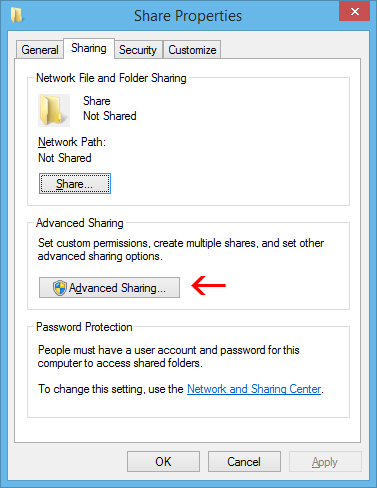 Share Properties
General Sharing Security Customize
Network File and Folder Sharing
Share
Not Shared
Network Path:
Not Shared
Share...
Advanced Sharing
Set custom permissions, create multiple shares, and set other
advanced sharing options.
Advanced Sharing...
Password Protection
People must have a user account and password for this
computer to access shared folders.
To change this setting, use the Network and Sharing Center.
OK Cancel Apply